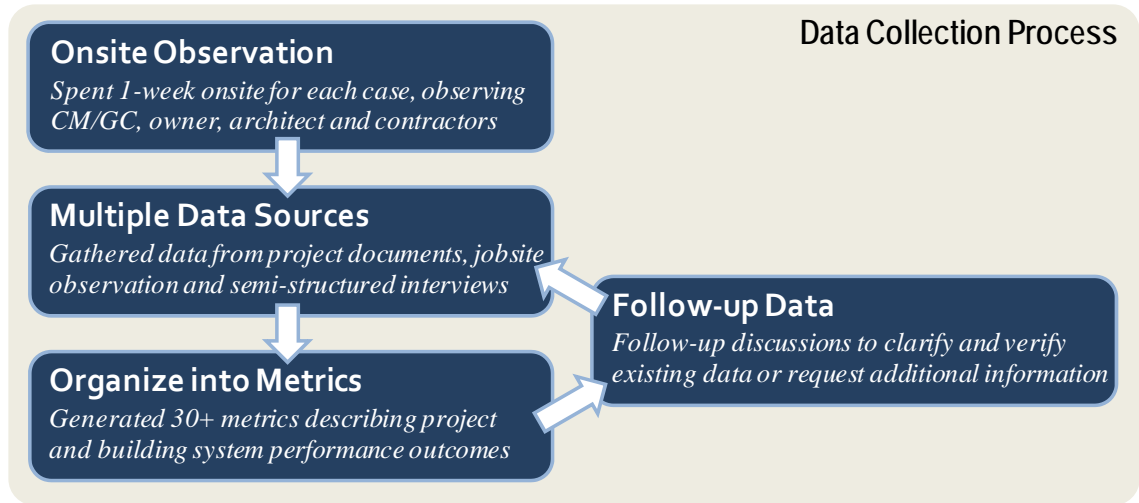 Data Collection Process
Onsite Observation
Spent 1-week onsite for each case, observing
CM/GC, owner, architect and contractors
Multiple Data Sources
Gathered data from project documents, jobsite
observation and semi-structured interviews
Follow-up Data
Follow-up discussions to clarify and verify
existing data or request additional information
Organize into Metrics
Generated 30+ metrics describing project
and building system performance outcomes